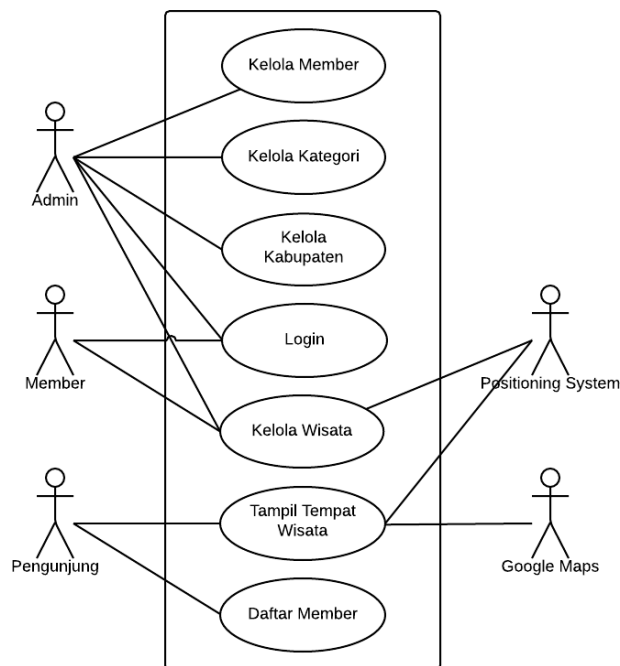 Kelola Member
Kelola Kategori
Admin
Kelola
Kabupaten
Login
Member
Positioning System
Kelola Wisata
Tampil Tempat
Wisata
Pengunjung
Google Maps
Daftar Member